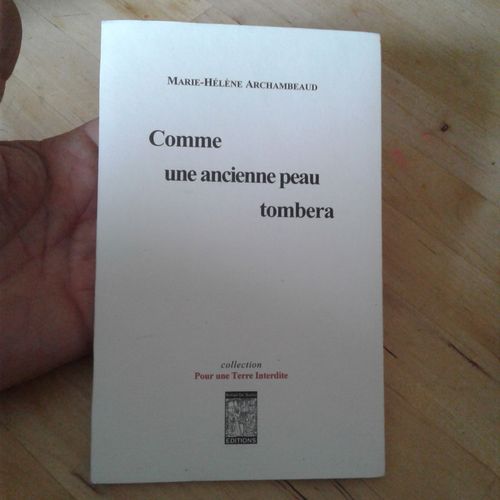 MARIE-HÉLÈNE ARCHAMBEAUD
Comme
une ancienne peau
tombera
collection
Pour une Terre Interdite
EDITIONS